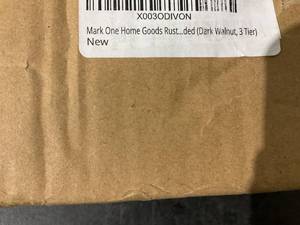 X003ODIVON
Mark One Home Goods Rust...ded (Dark Walnut, 3 Tier)
New